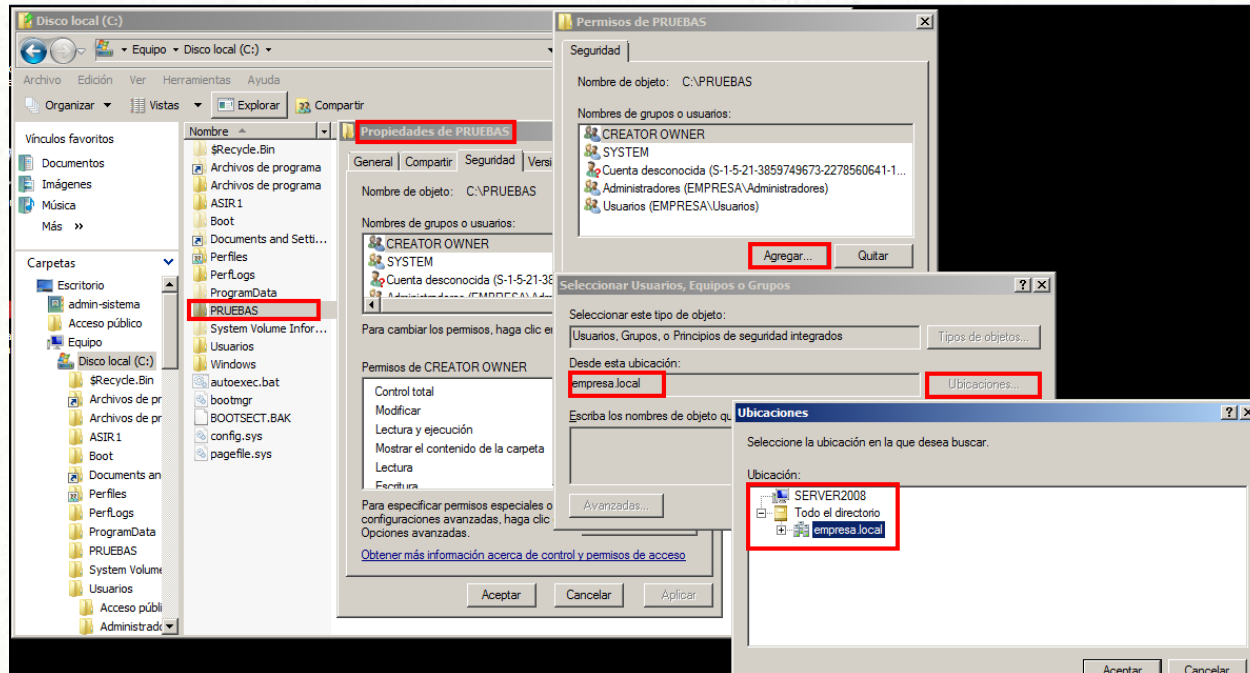 Disco local (C:)
Equipo
Disco local (C:)
Archivo Edición Ver Herramientas Ayuda
Organizar Vistas Explorar Compartir
Vínculos favoritos
Documentos
Imágenes
Música
Más »
Carpetas
Escritorio
admin-sistema
Acceso público
Equipo
Disco local (C:)
$Recycle.Bin
Archivos de pr
Archivos de pr
ASIR1
Boot
Documents an
Perfiles
PerfLogs
ProgramData
PRUEBAS
System Volume
Usuarios
Acceso públi
Administrado
Nombre
$Recycle.Bin
Archivos de programa
Archivos de programa
ASIR1
Boot
Documents and Setti...
Perfiles
PerfLogs
ProgramData
PRUEBAS
System Volume Infor...
Usuarios
Windows
autoexec.bat
bootmgr
BOOTSECT.BAK
config.sys
pagefile.sys
Propiedades de PRUEBAS
General Compartir Seguridad Versi
Nombre de objeto: C:\PRUEBAS
Nombres de grupos o usuarios:
CREATOR OWNER
SYSTEM
Cuenta desconocida (S-1-5-21-38
Administradores (EMPRESA\Adm
Para cambiar los permisos, haga clic e
Permisos de CREATOR OWNER
Control total
Modificar
Lectura y ejecución
Mostrar el contenido de la carpeta
Lectura
Escritura
Para especificar permisos especiales o
configuraciones avanzadas, haga clic
Opciones avanzadas.
Obtener más información acerca de control y permisos de acceso
Aceptar Cancelar Aplicar
Permisos de PRUEBAS
Seguridad
Nombre de objeto: C:\PRUEBAS
Nombres de grupos o usuarios:
CREATOR OWNER
SYSTEM
Cuenta desconocida (S-1-5-21-3859749673-2278560641-1...
Administradores (EMPRESA\Administradores)
Usuarios (EMPRESA\Usuarios)
Agregar... Quitar
Seleccionar Usuarios, Equipos o Grupos
Seleccionar este tipo de objeto:
Usuarios, Grupos, o Principios de seguridad integrados
Tipos de objetos...
Desde esta ubicación:
empresa.local
Ubicaciones...
Escriba los nombres de objeto qu
Avanzadas...
Ubicaciones
Seleccione la ubicación en la que desea buscar.
Ubicación:
SERVER2008
Todo el directorio
empresa.local
Aceptar Cancelar